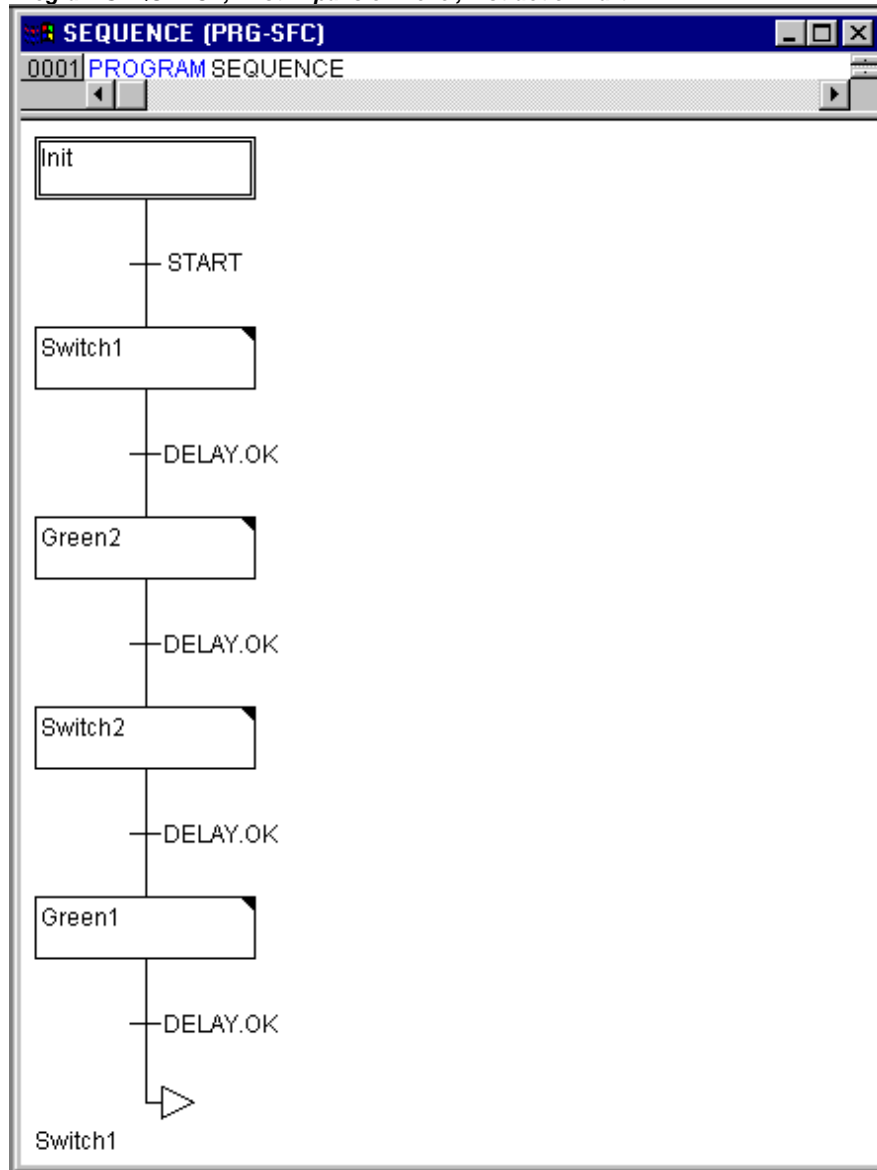 SEQUENCE (PRG-SFC)
0001 PROGRAM SEQUENCE
Init
START
Switch1
DELAY.OK
Green2
DELAY.OK
Switch2
DELAY.OK
Green1
DELAY.OK
Switch1